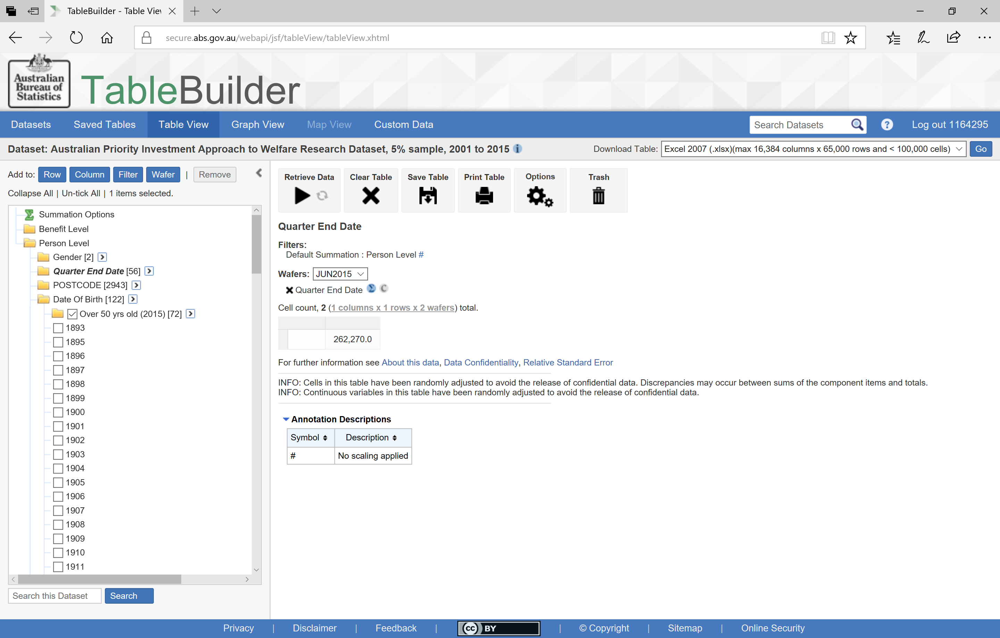 TableBuilder - Table Vie
secure.abs.gov.au/webapi/jsf/tableView/tableView.xhtml
Australian
Bureau of
Statistics
TableBuilder
Datasets Saved Tables Table View Graph View Map View Custom Data Search Datasets ? Log out 1164295
Dataset: Australian Priority Investment Approach to Welfare Research Dataset, 5% sample, 2001 to 2015 i Download Table: Excel 2007 (.xlsx)(max 16,384 columns x 65,000 rows and < 100,000 cells) Go
Add to: Row Column Filter Wafer | Remove
Collapse All | Un-tick All | 1 items selected.
Summation Options
Benefit Level
Person Level
Gender [2]
Quarter End Date [56]
POSTCODE [2943]
Date Of Birth [122]
Over 50 yrs old (2015) [72]
1893
1895
1896
1897
1898
1899
1900
1901
1902
1903
1904
1905
1906
1907
1908
1909
1910
1911
Search this Dataset Search
Retrieve Data Clear Table Save Table Print Table Options Trash
Quarter End Date
Filters:
Default Summation : Person Level #
Wafers: JUN2015
Quarter End Date Σ C
Cell count, 2 (1 columns x 1 rows x 2 wafers) total.
262,270.0
For further information see About this data, Data Confidentiality, Relative Standard Error
INFO: Cells in this table have been randomly adjusted to avoid the release of confidential data. Discrepancies may occur between sums of the component items and totals.
INFO: Continuous variables in this table have been randomly adjusted to avoid the release of confidential data.
Annotation Descriptions
Symbol Description
# No scaling applied
Privacy | Disclaimer | Feedback | cc BY | © Copyright | Sitemap | Online Security